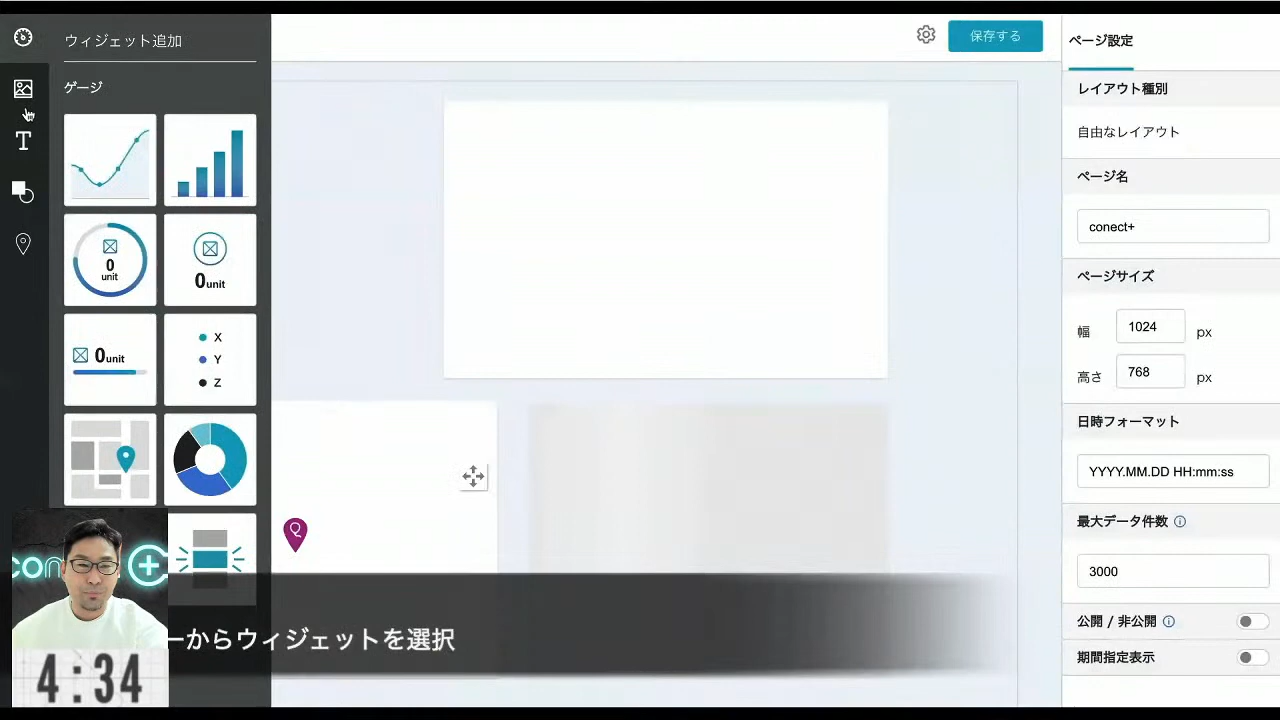 ウィジェット追加
ゲージ
0
unit
0unit
0unit
X
Y
Z
保存する
ページ設定
レイアウト種別
自由なレイアウト
ページ名
conect+
ページサイズ
幅
1024
px
高さ
768
px
日時フォーマット
YYYY.MM.DD HH:mm:ss
最大データ件数
3000
公開 / 非公開
期間指定表示
ーからウィジェットを選択
4:34